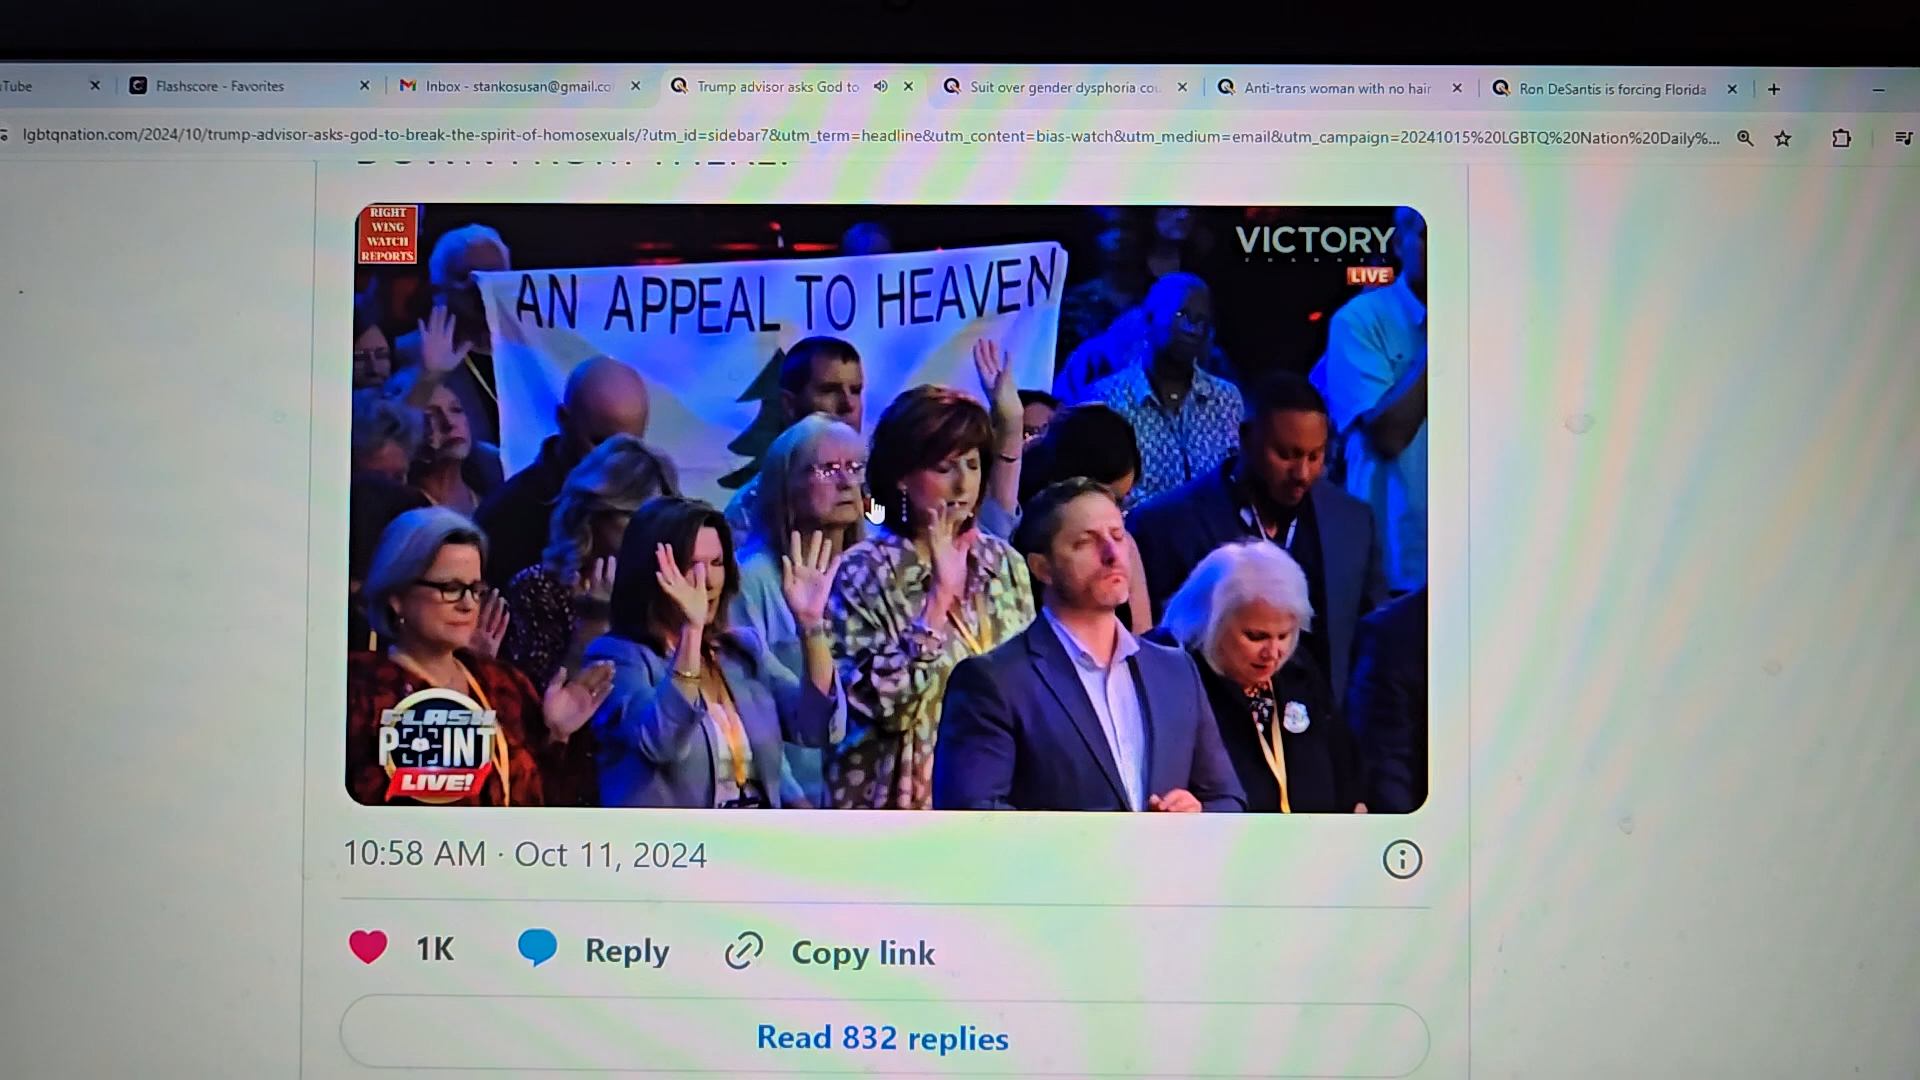 Tube
Flashscore - Favorites
Inbox - stankosusan@gmail.co
Trump advisor asks God to
Suit over gender dysphoria cou
Anti-trans woman with no hair
Ron DeSantis is forcing Florida
lgbtqnation.com/2024/10/trump-advisor-asks-god-to-break-the-spirit-of-homosexuals/?utm_id=sidebar7&utm_term=headline&utm_content=bias-watch&utm_medium=email&utm_campaign=20241015%20LGBTQ%20Nation%20Daily%...
RIGHT
WING
WATCH
REPORTS
VICTORY
CHANNEL
LIVE
AN APPEAL TO HEAVEN
FLASH
POINT
LIVE!
10:58 AM · Oct 11, 2024
1K
Reply
Copy link
Read 832 replies